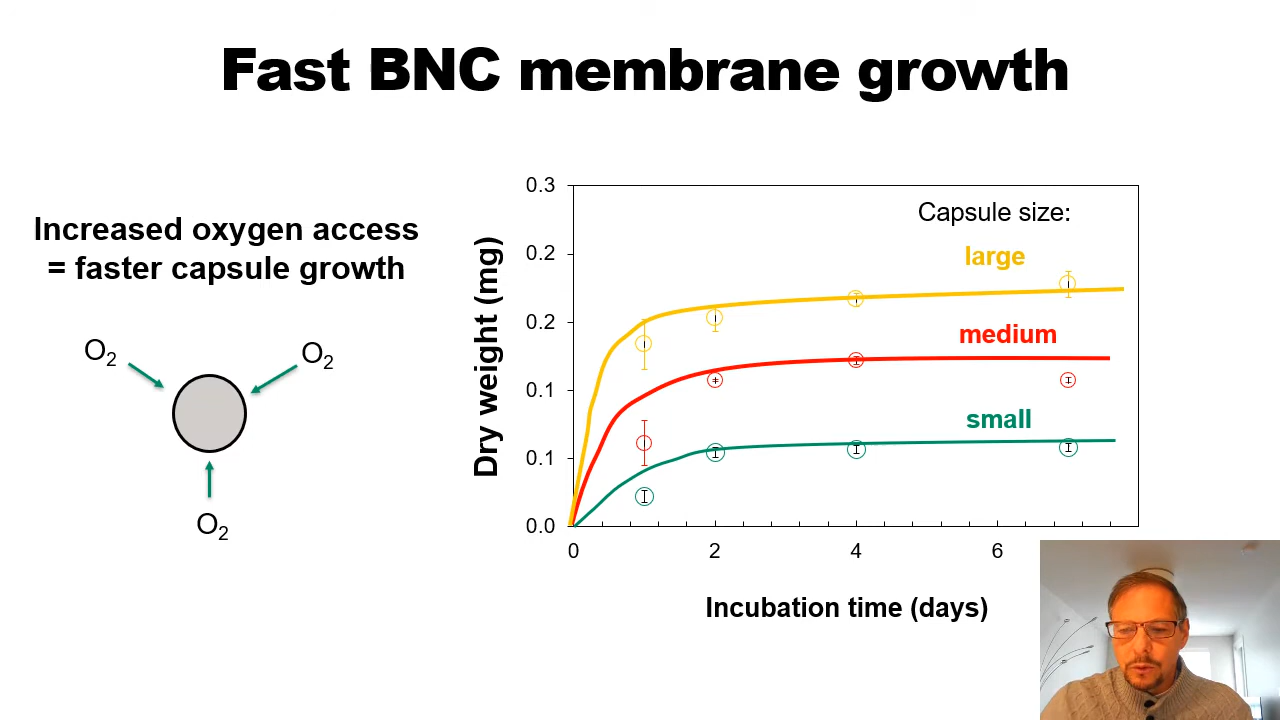 Fast BNC membrane growth
Increased oxygen access
= faster capsule growth
O₂
O₂
O₂
Dry weight (mg)
0.3
0.2
0.2
0.1
0.1
0.0
Capsule size:
large
medium
small
0 2 4 6
Incubation time (days)